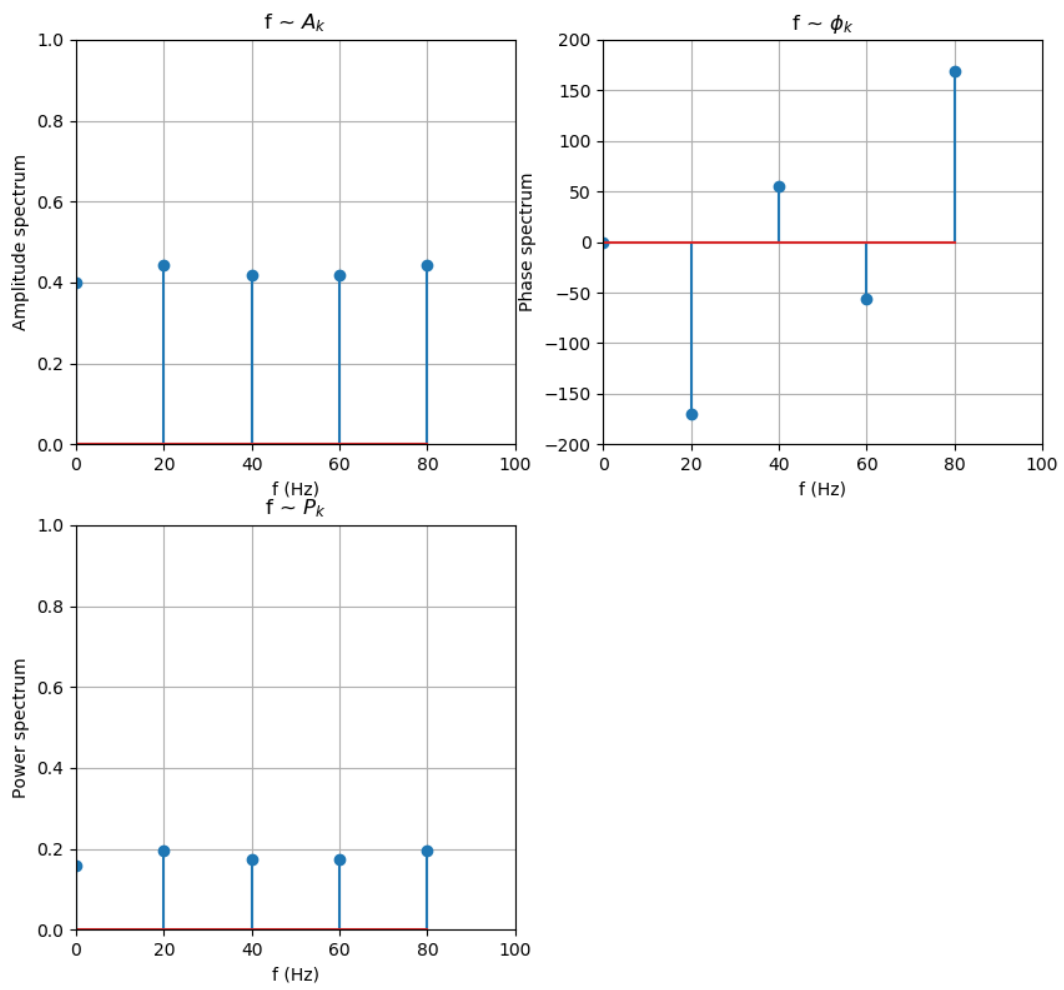 f ~ A_k
1.0
0.8
0.6
0.4
0.2
0.0
Amplitude spectrum
0 20 40 60 80 100
f (Hz)
f ~ ϕ_k
200
150
100
50
0
−50
−100
−150
−200
Phase spectrum
0 20 40 60 80 100
f (Hz)
f ~ P_k
1.0
0.8
0.6
0.4
0.2
0.0
Power spectrum
0 20 40 60 80 100
f (Hz)